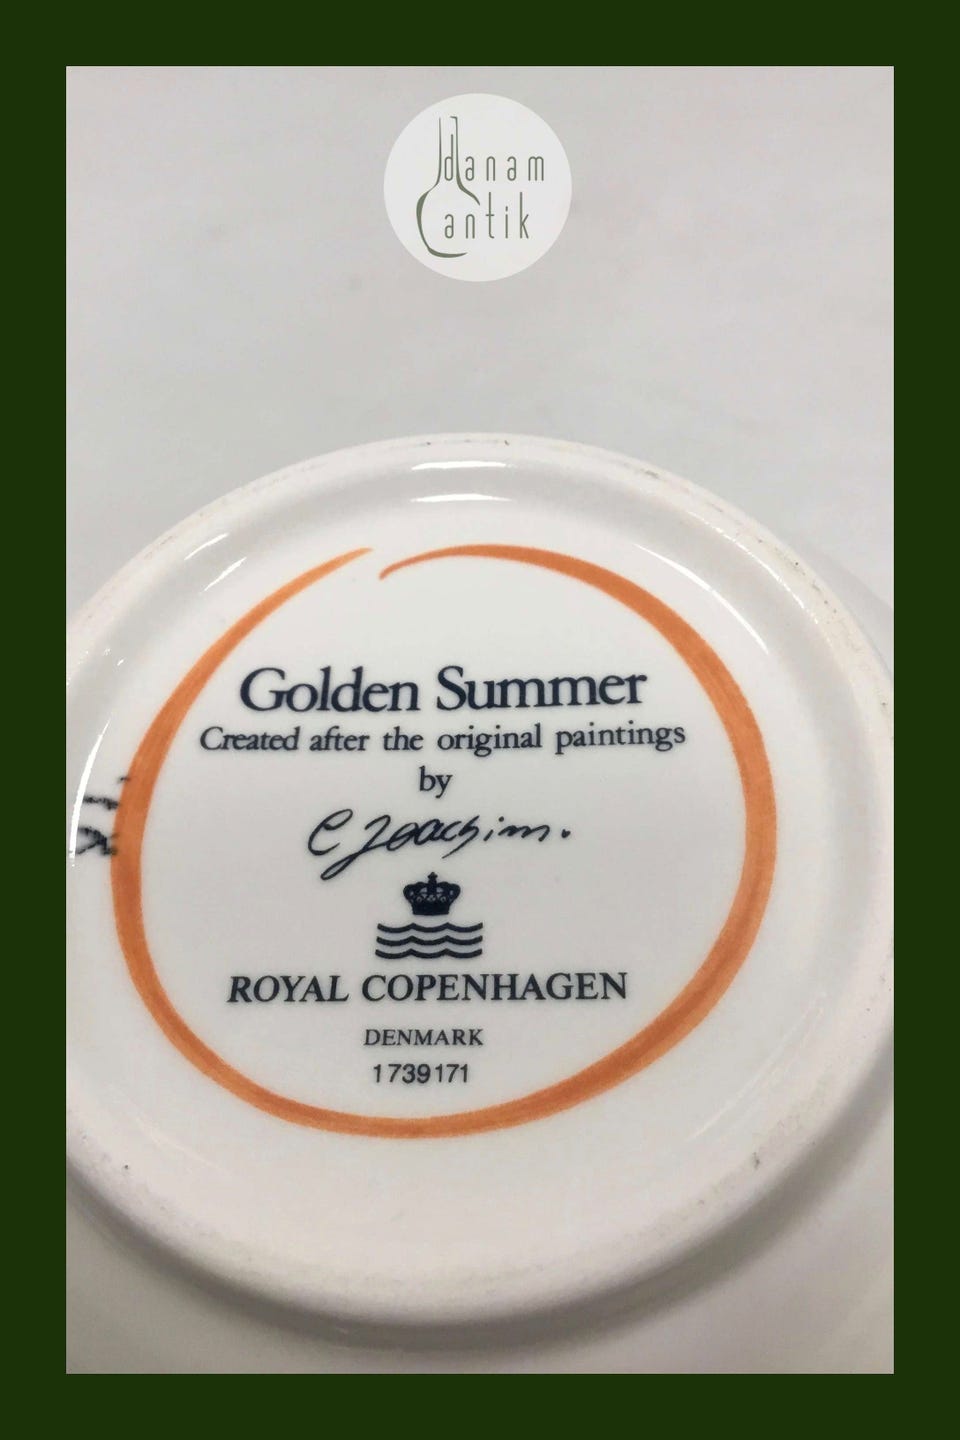 danam
antik
Golden Summer
Created after the original paintings
by
C Joachim.
ROYAL COPENHAGEN
DENMARK
1739171